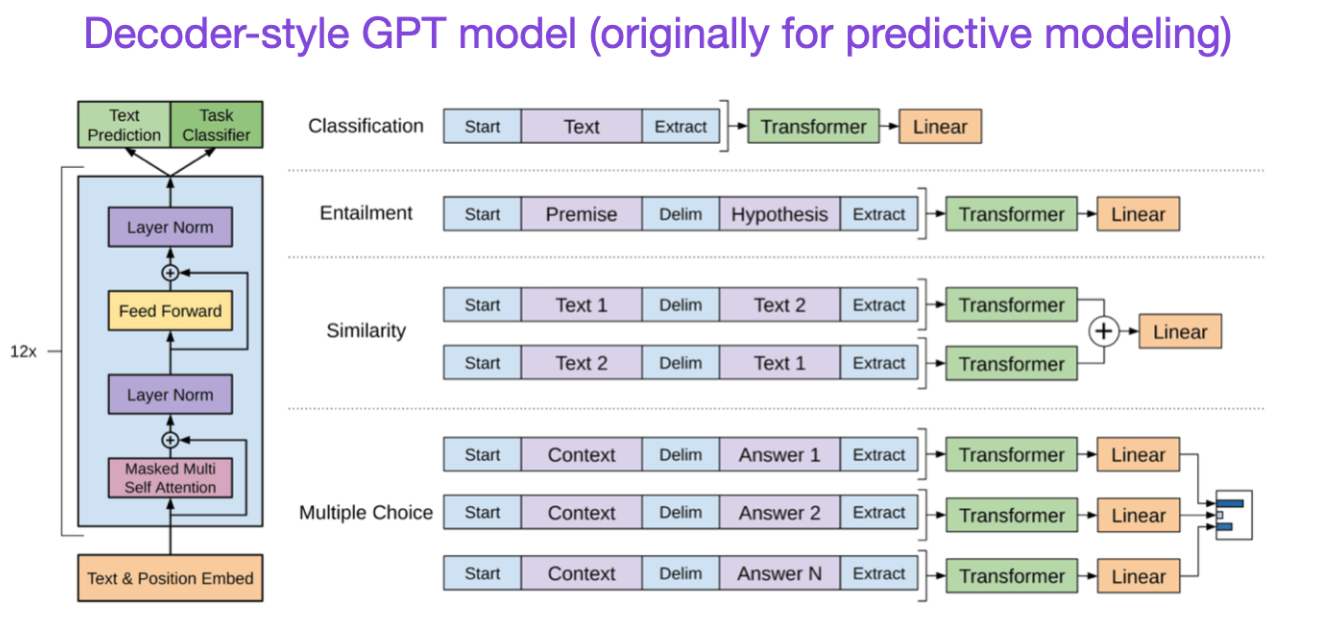 Decoder-style GPT model (originally for predictive modeling)
Text
Prediction
Task
Classifier
Layer Norm
Feed Forward
12x
Layer Norm
Masked Multi
Self Attention
Text & Position Embed
Classification
Start Text Extract Transformer Linear
Entailment
Start Premise Delim Hypothesis Extract Transformer Linear
Similarity
Start Text 1 Delim Text 2 Extract Transformer
Linear
Start Text 2 Delim Text 1 Extract Transformer
Multiple Choice
Start Context Delim Answer 1 Extract Transformer Linear
Start Context Delim Answer 2 Extract Transformer Linear
Start Context Delim Answer N Extract Transformer Linear